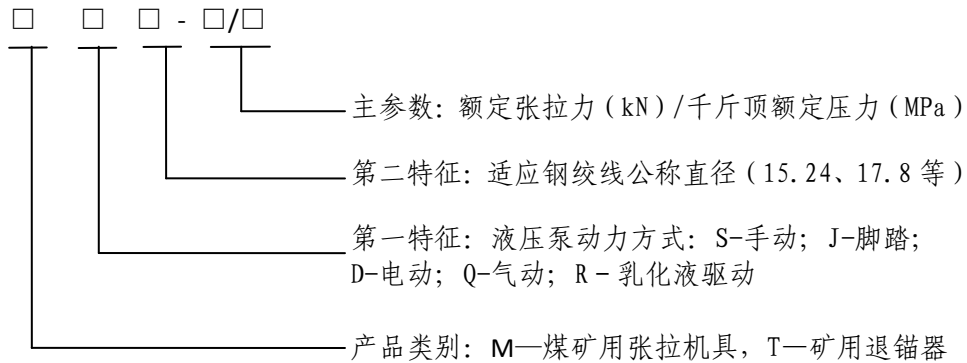 □ □ □ - □/□
主参数：额定张拉力（kN）/千斤顶额定压力（MPa）
第二特征：适应钢绞线公称直径（15.24、17.8 等）
第一特征：液压泵动力方式：S-手动；J-脚踏；
D-电动；Q-气动；R－乳化液驱动
产品类别：M—煤矿用张拉机具，T—矿用退锚器